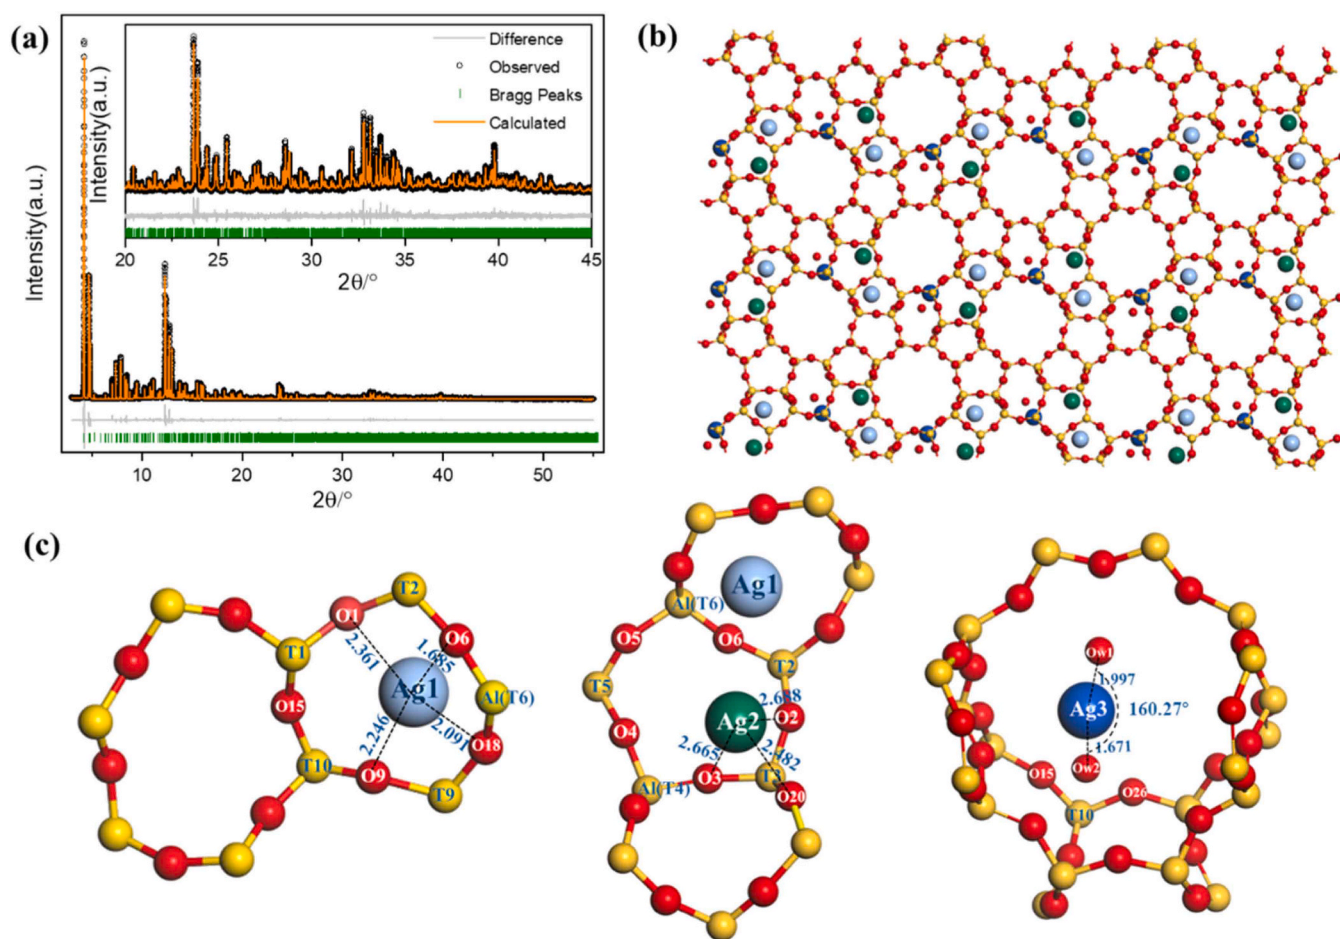 (a)
Intensity(a.u.)
Intensity(a.u.)
Difference
Observed
Bragg Peaks
Calculated
20 25 30 35 40 45
2θ/°
10 20 30 40 50
2θ/°
(b)
(c)
T2
O1
O6
2.361
1.685
T1
Ag1
Al(T6)
O15
2.246
2.091
O18
T10
O9
T9
Ag1
Al(T6)
O5
O6
T2
T5
2.688
Ag2
O2
O4
2.665
2.482
O3
T3
Al(T4)
O20
Ow1
1.997
Ag3
160.27°
1.671
Ow2
O15
O26
T10